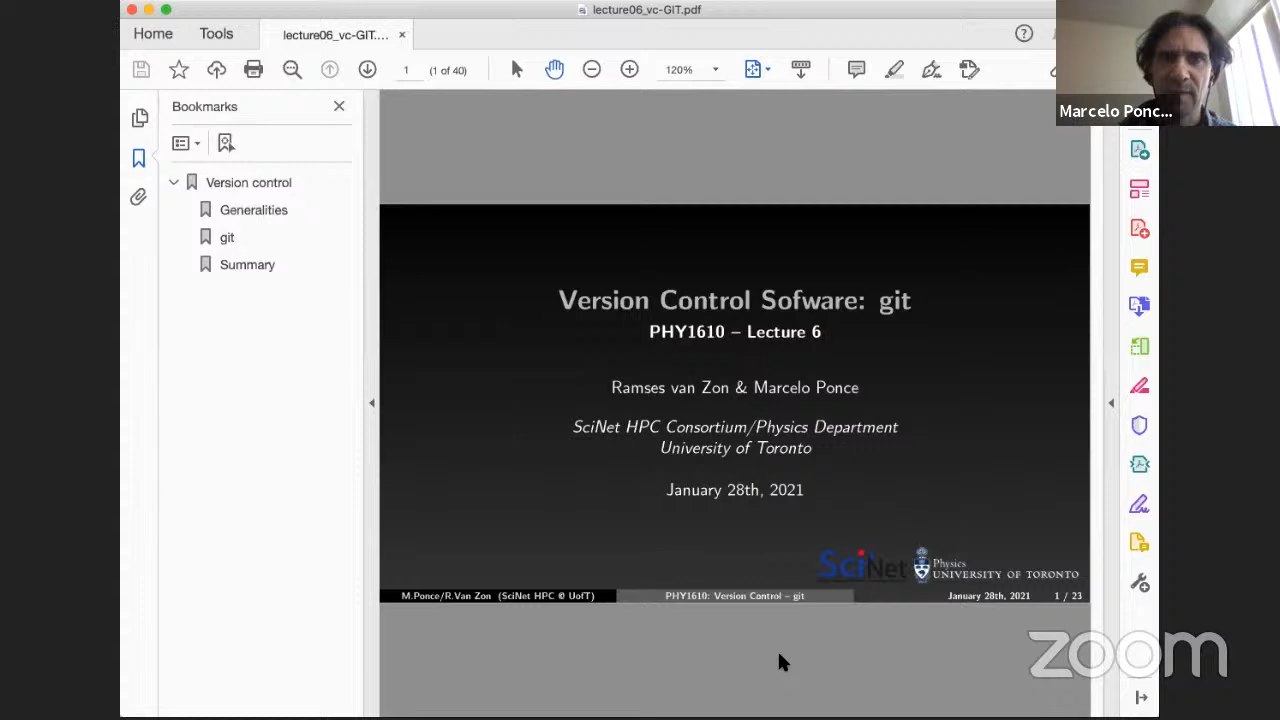 lecture06_vc-GIT.pdf
Home
Tools
lecture06_vc-GIT....
1
(1 of 40)
120%
Marcelo Ponc...
Bookmarks
Version control
Generalities
git
Summary
Version Control Sofware: git
PHY1610 – Lecture 6
Ramses van Zon & Marcelo Ponce
SciNet HPC Consortium/Physics Department
University of Toronto
January 28th, 2021
SciNet
Physics
UNIVERSITY OF TORONTO
M.Ponce/R.Van Zon (SciNet HPC @ UofT)
PHY1610: Version Control – git
January 28th, 2021
1 / 23
zoom